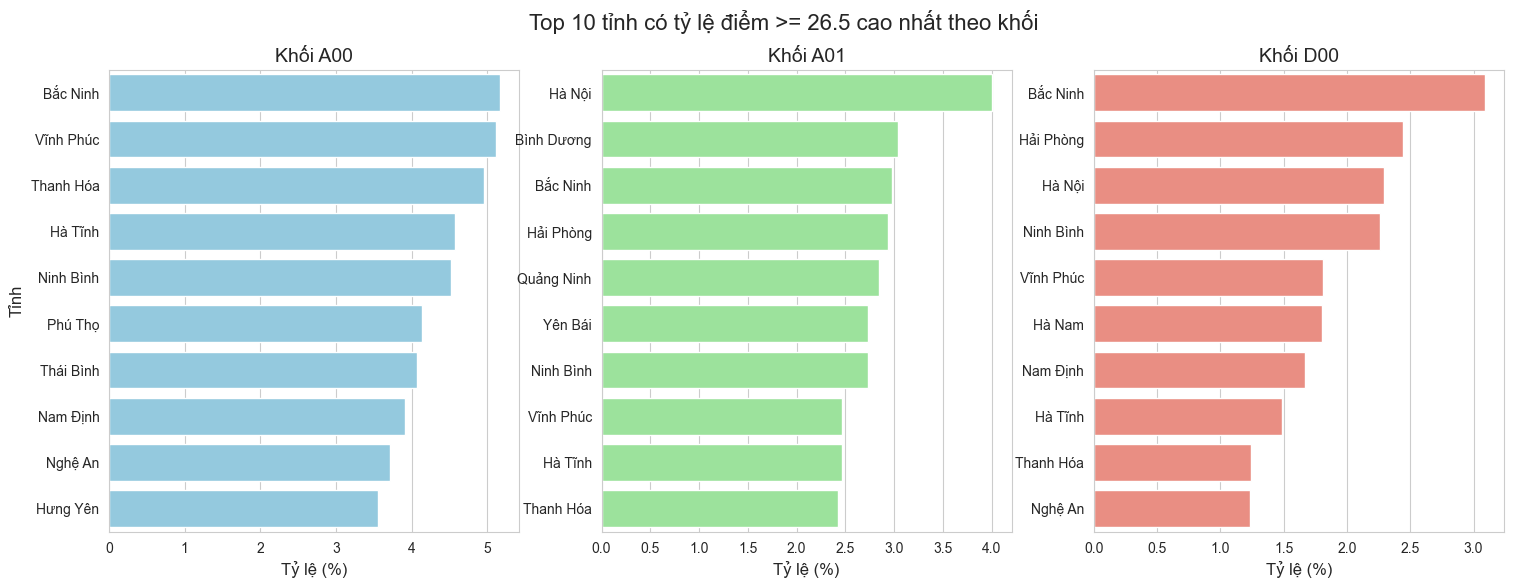 Top 10 tỉnh có tỷ lệ điểm >= 26.5 cao nhất theo khối
Khối A00
Tỉnh
Bắc Ninh
Vĩnh Phúc
Thanh Hóa
Hà Tĩnh
Ninh Bình
Phú Thọ
Thái Bình
Nam Định
Nghệ An
Hưng Yên
0 1 2 3 4 5
Tỷ lệ (%)
Khối A01
Hà Nội
Bình Dương
Bắc Ninh
Hải Phòng
Quảng Ninh
Yên Bái
Ninh Bình
Vĩnh Phúc
Hà Tĩnh
Thanh Hóa
0.0 0.5 1.0 1.5 2.0 2.5 3.0 3.5 4.0
Tỷ lệ (%)
Khối D00
Bắc Ninh
Hải Phòng
Hà Nội
Ninh Bình
Vĩnh Phúc
Hà Nam
Nam Định
Hà Tĩnh
Thanh Hóa
Nghệ An
0.0 0.5 1.0 1.5 2.0 2.5 3.0
Tỷ lệ (%)